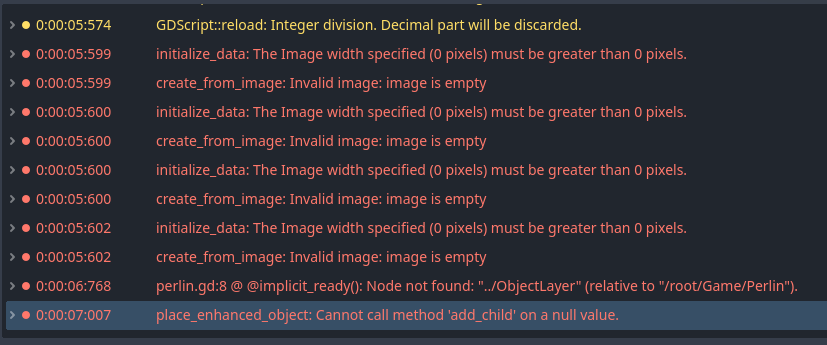 0:00:05:574 GDScript::reload: Integer division. Decimal part will be discarded.
0:00:05:599 initialize_data: The Image width specified (0 pixels) must be greater than 0 pixels.
0:00:05:599 create_from_image: Invalid image: image is empty
0:00:05:600 initialize_data: The Image width specified (0 pixels) must be greater than 0 pixels.
0:00:05:600 create_from_image: Invalid image: image is empty
0:00:05:600 initialize_data: The Image width specified (0 pixels) must be greater than 0 pixels.
0:00:05:600 create_from_image: Invalid image: image is empty
0:00:05:602 initialize_data: The Image width specified (0 pixels) must be greater than 0 pixels.
0:00:05:602 create_from_image: Invalid image: image is empty
0:00:06:768 perlin.gd:8 @ @implicit_ready(): Node not found: "../ObjectLayer" (relative to "/root/Game/Perlin").
0:00:07:007 place_enhanced_object: Cannot call method 'add_child' on a null value.